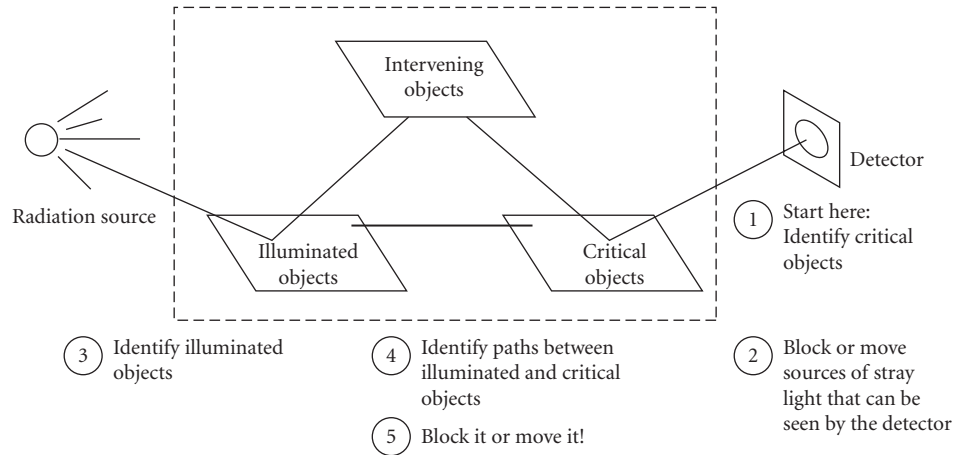 Intervening
objects
Detector
Radiation source
Illuminated
objects
Critical
objects
1 Start here:
Identify critical
objects
3 Identify illuminated
objects
4 Identify paths between
illuminated and critical
objects
2 Block or move
sources of stray
light that can be
seen by the detector
5 Block it or move it!